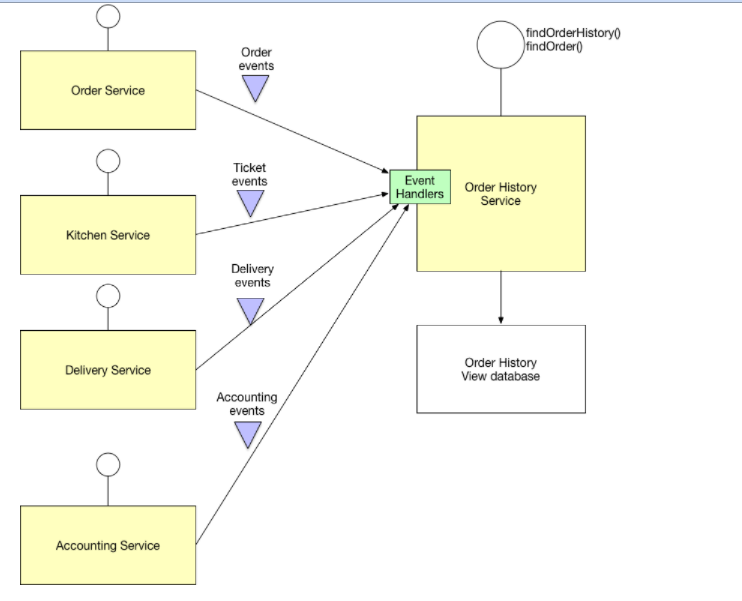 Order
events
findOrderHistory()
findOrder()
Order Service
Ticket
events
Event
Handlers
Order History
Service
Kitchen Service
Delivery
events
Delivery Service
Order History
View database
Accounting
events
Accounting Service